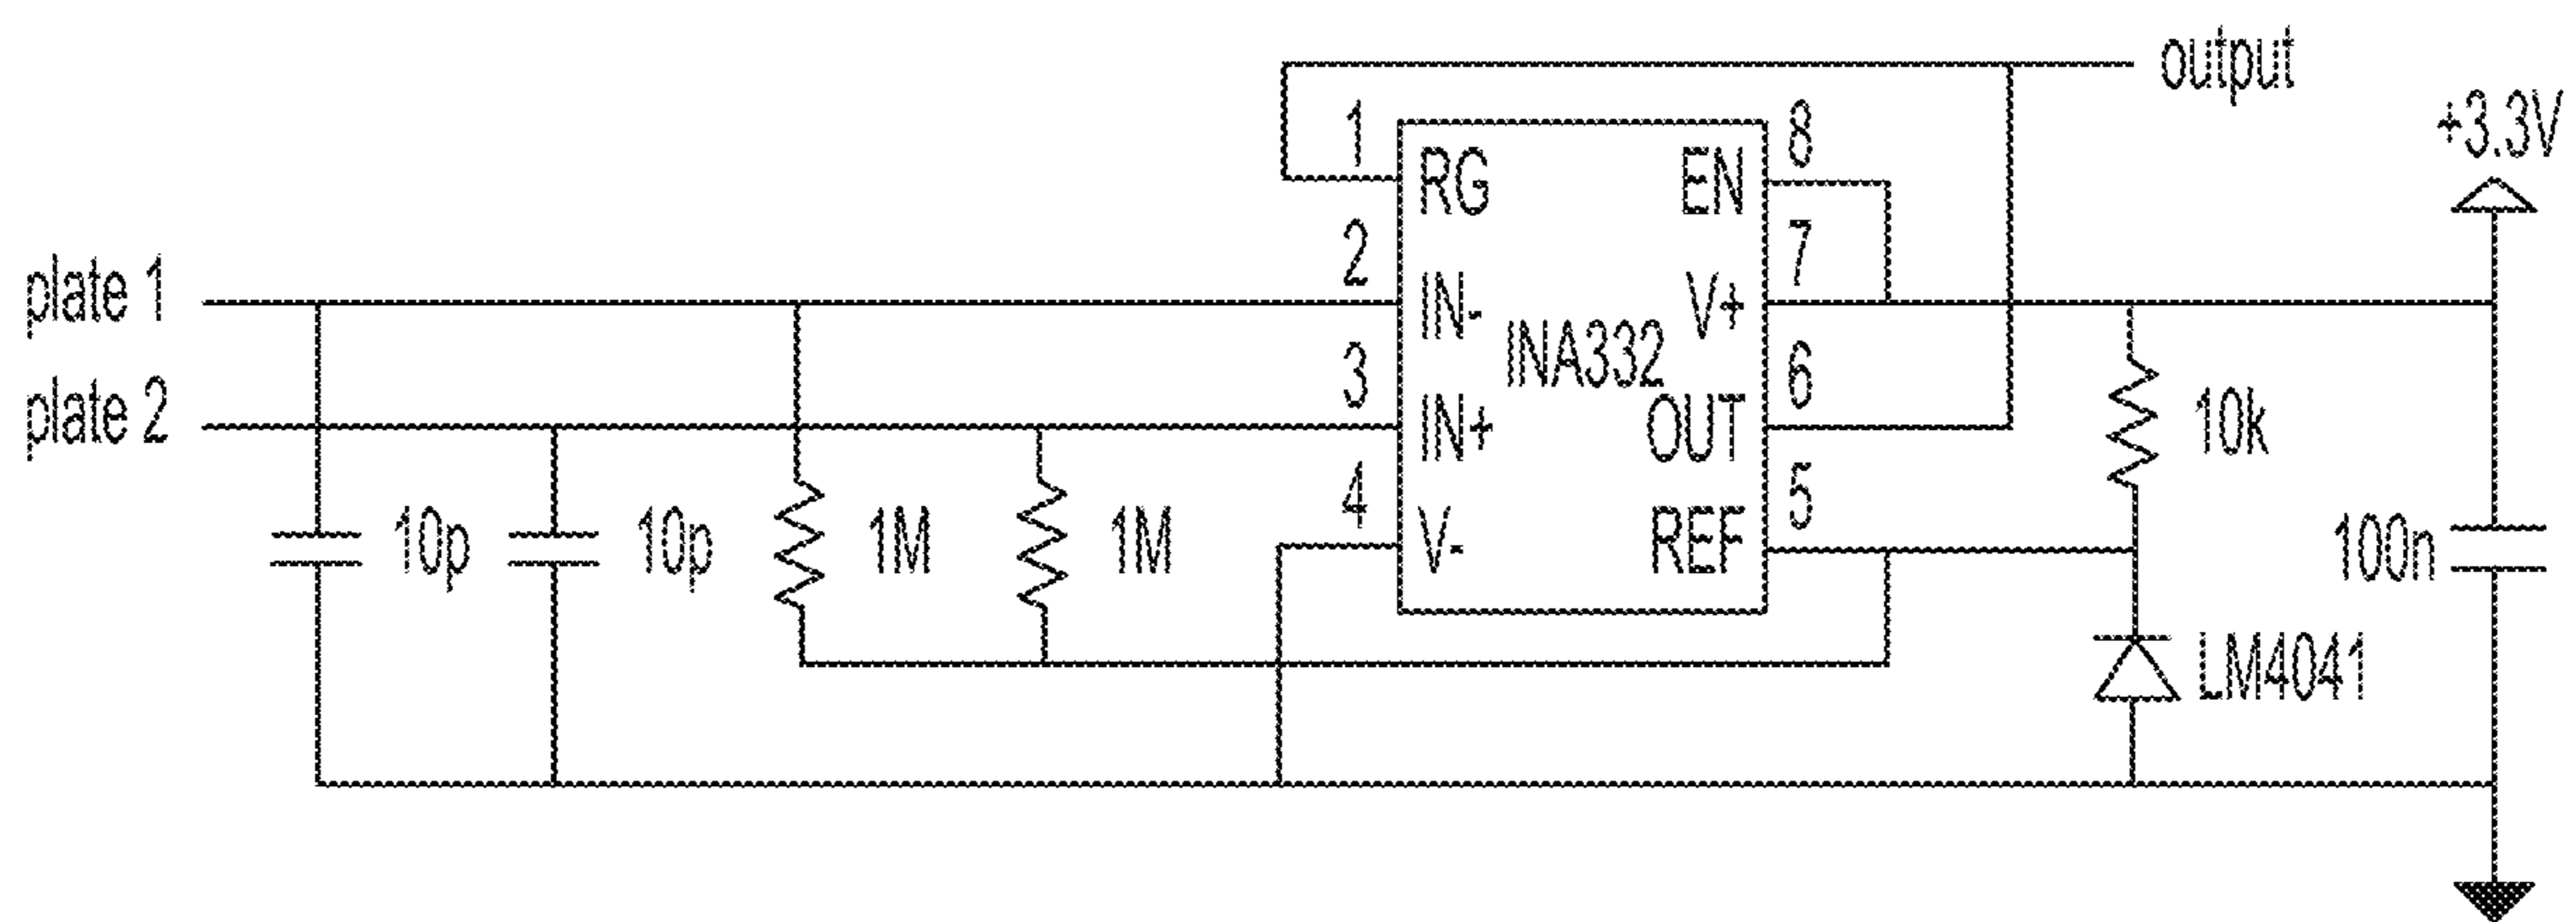 output
+3.3V
1
8
RG
EN
2
7
plate 1
IN-
V+
INA332
3
6
plate 2
IN+
OUT
10k
4
5
10p
10p
1M
1M
V-
REF
100n
LM4041